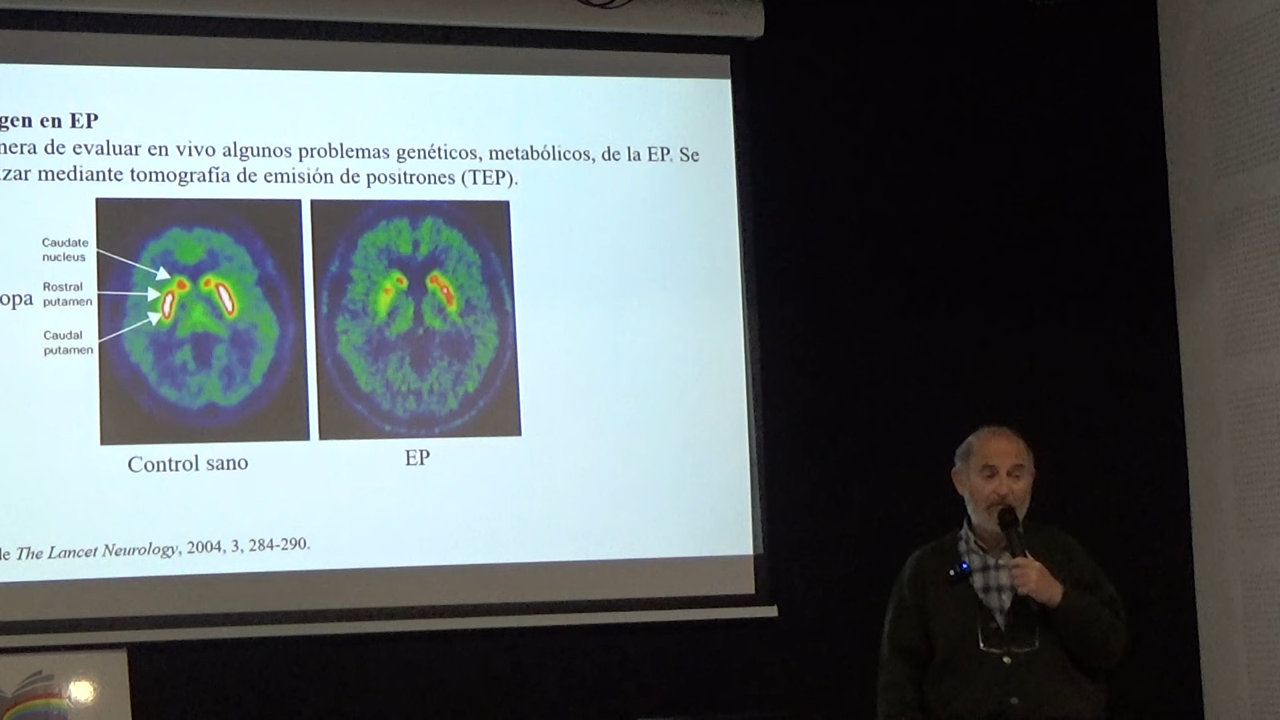 gen en EP
nera de evaluar en vivo algunos problemas genéticos, metabólicos, de la EP. Se
zar mediante tomografía de emisión de positrones (TEP).
Caudate
nucleus
Rostral
putamen
opa
Caudal
putamen
Control sano
EP
le The Lancet Neurology, 2004, 3, 284-290.